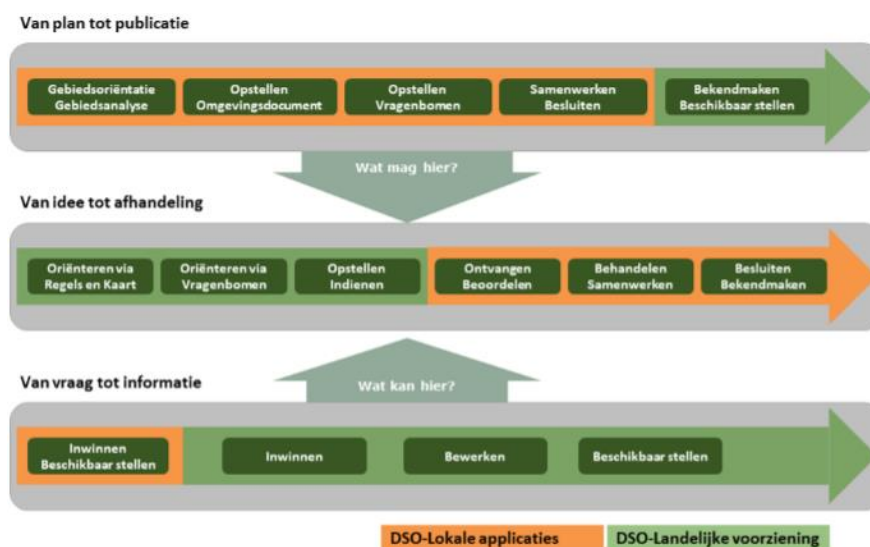 Van plan tot publicatie
Gebiedsoriëntatie
Gebiedsanalyse
Opstellen
Omgevingsdocument
Opstellen
Vragenbomen
Samenwerken
Besluiten
Bekendmaken
Beschikbaar stellen
Wat mag hier?
Van idee tot afhandeling
Oriënteren via
Regels en Kaart
Oriënteren via
Vragenbomen
Opstellen
Indienen
Ontvangen
Beoordelen
Behandelen
Samenwerken
Besluiten
Bekendmaken
Van vraag tot informatie
Wat kan hier?
Inwinnen
Beschikbaar stellen
Inwinnen
Bewerken
Beschikbaar stellen
DSO-Lokale applicaties
DSO-Landelijke voorziening